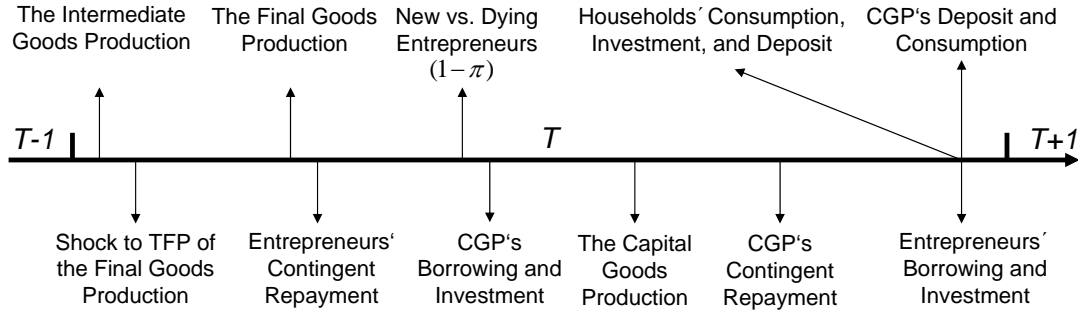 The Intermediate
Goods Production
The Final Goods
Production
New vs. Dying
Entrepreneurs
(1−π)
Households´ Consumption,
Investment, and Deposit
CGP‘s Deposit and
Consumption
T-1
T
T+1
Shock to TFP of
the Final Goods
Production
Entrepreneurs‘
Contingent
Repayment
CGP‘s
Borrowing and
Investment
The Capital
Goods
Production
CGP‘s
Contingent
Repayment
Entrepreneurs´
Borrowing and
Investment